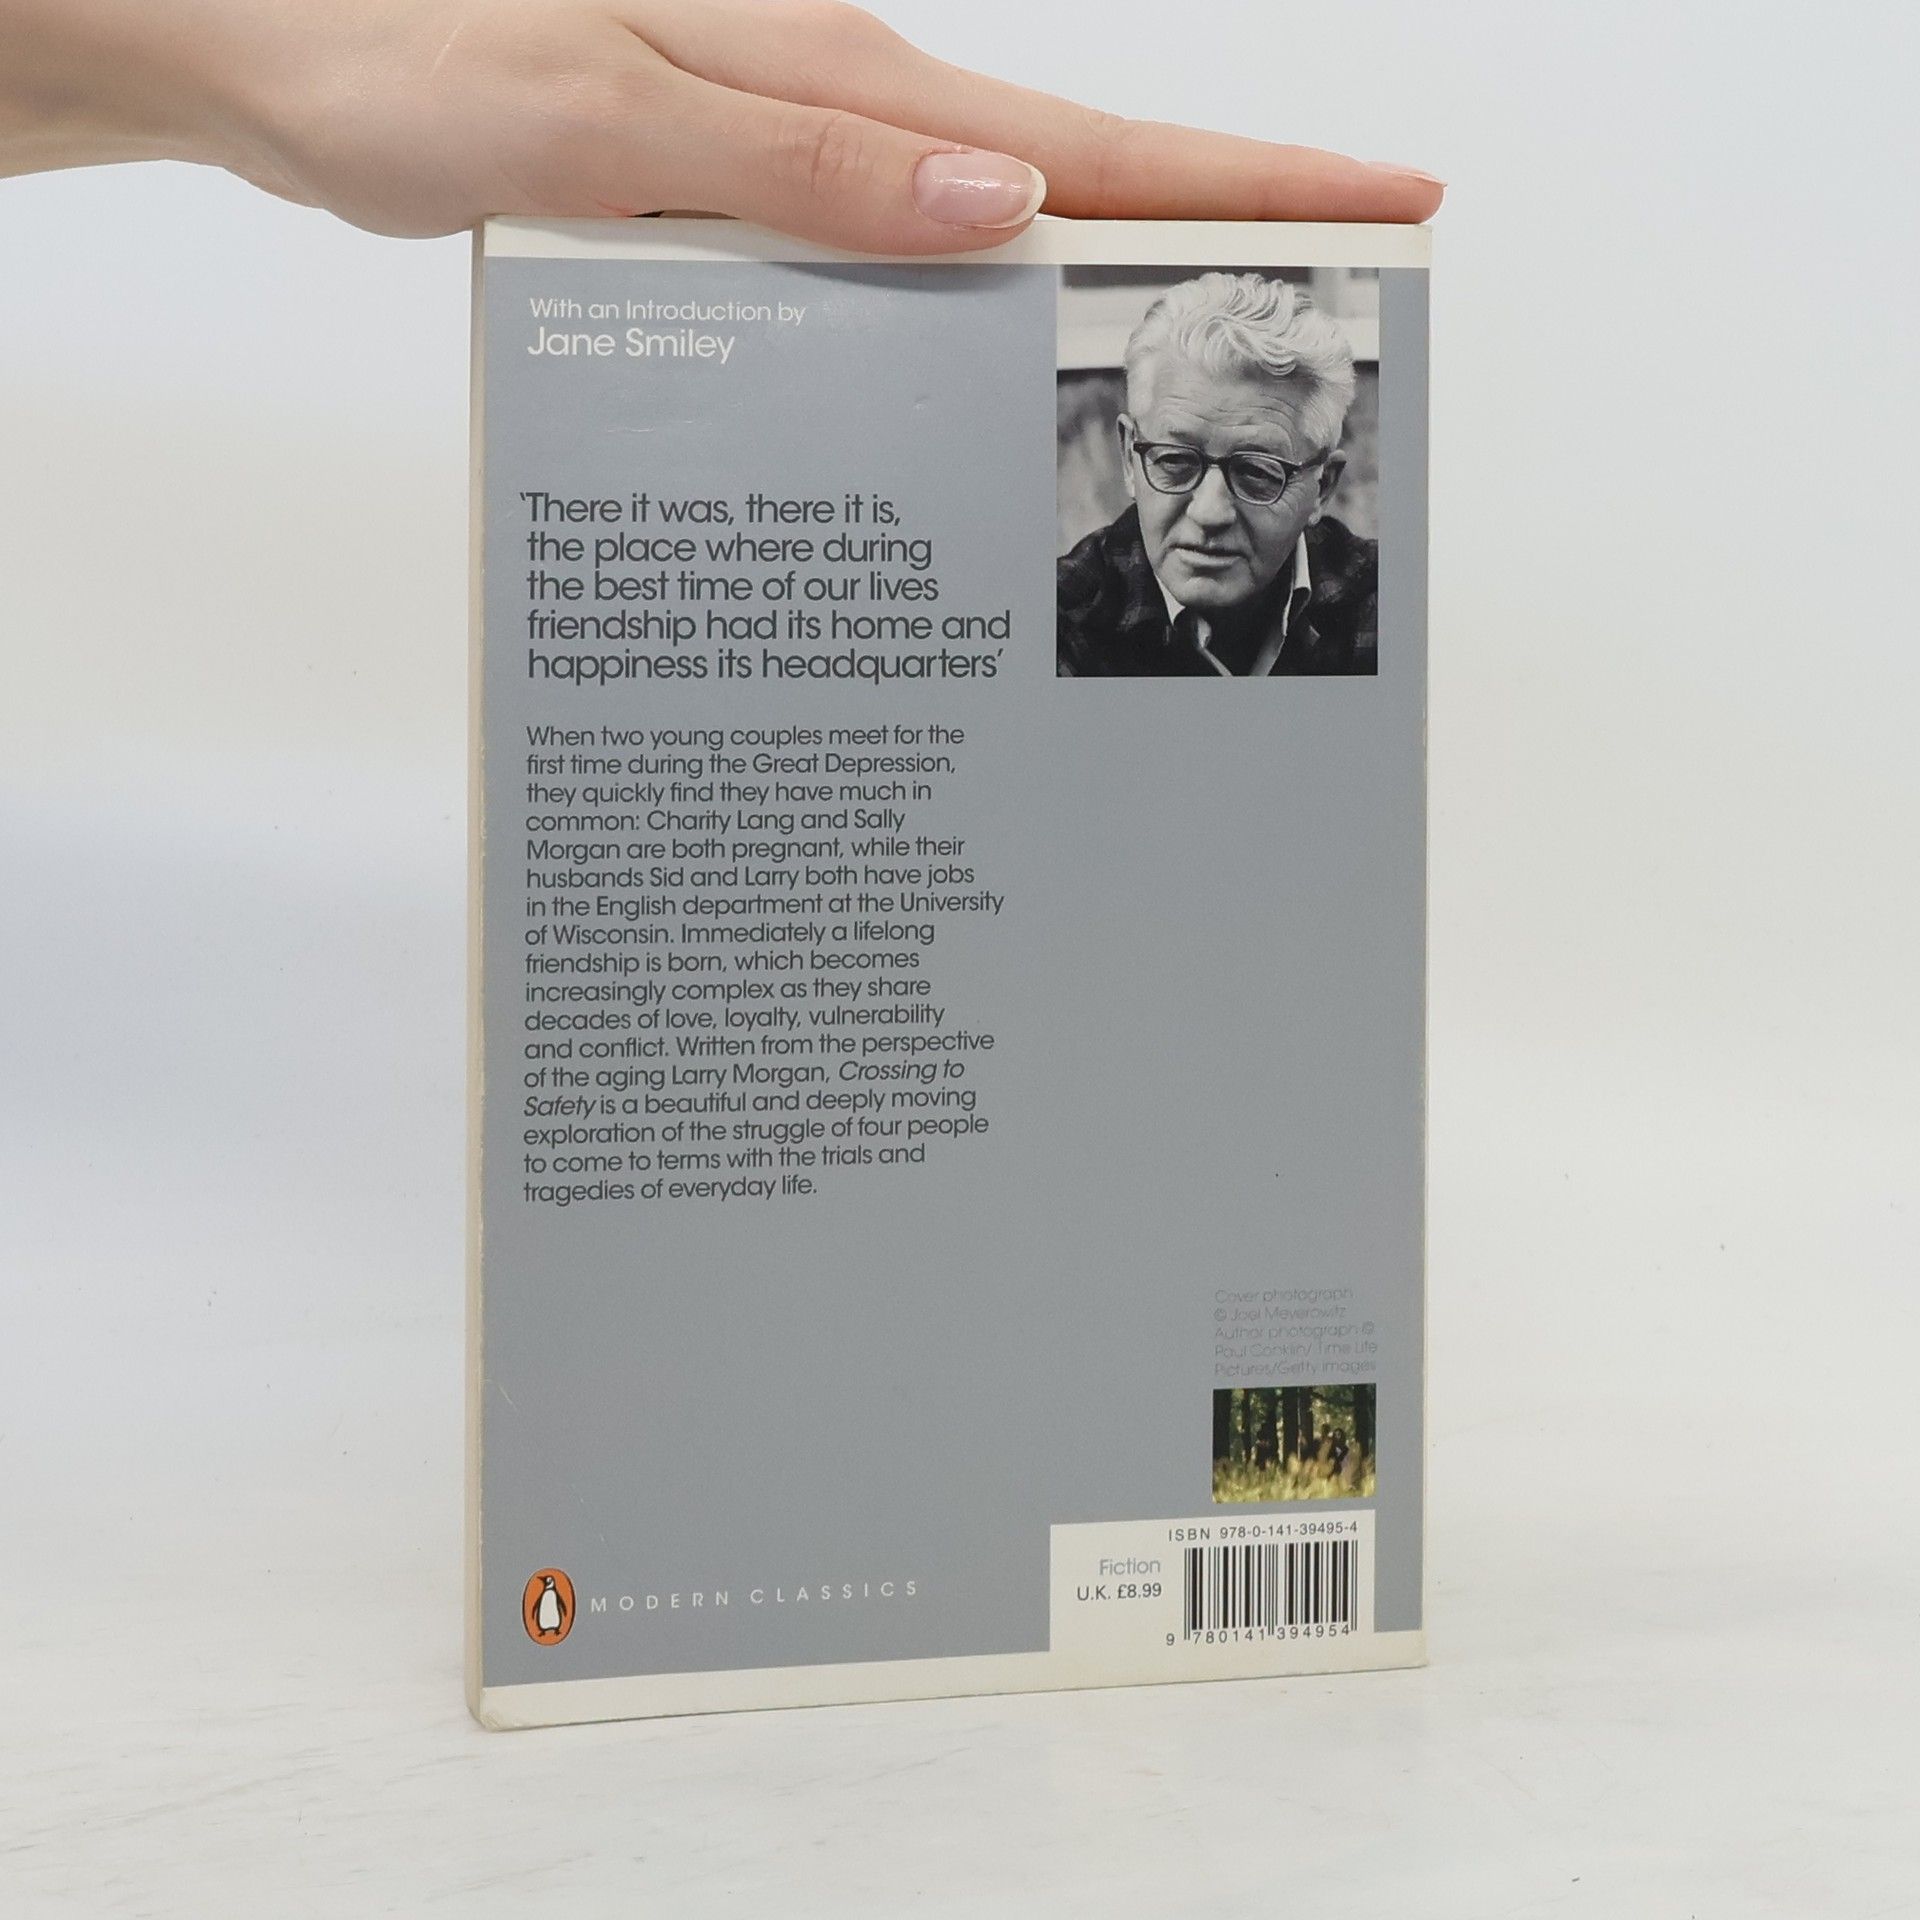 With an Introduction by
Jane Smiley
‘There it was, there it is,
the place where during
the best time of our lives
friendship had its home and
happiness its headquarters’
When two young couples meet for the
first time during the Great Depression,
they quickly find they have much in
common: Charity Lang and Sally
Morgan are both pregnant, while their
husbands Sid and Larry both have jobs
in the English department at the University
of Wisconsin. Immediately a lifelong
friendship is born, which becomes
increasingly complex as they share
decades of love, loyalty, vulnerability
and conflict. Written from the perspective
of the aging Larry Morgan, Crossing to
Safety is a beautiful and deeply moving
exploration of the struggle of four people
to come to terms with the trials and
tragedies of everyday life.
Cover photograph
© Joel Meyerowitz
Author photograph ©
Paul Conklin/Time Life
Pictures/Getty Images
ISBN 978-0-141-39495-4
Fiction
U.K. £8.99
9 780141 394954
MODERN CLASSICS